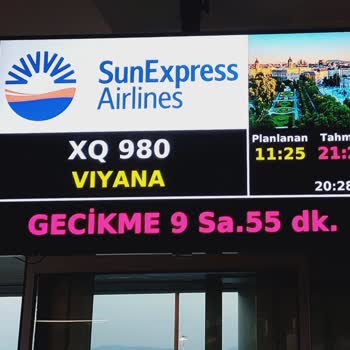 SunExpress
Airlines
XQ 980
VIYANA
Planlanan
11:25
20:28
GECİKME 9 Sa.55 dk.